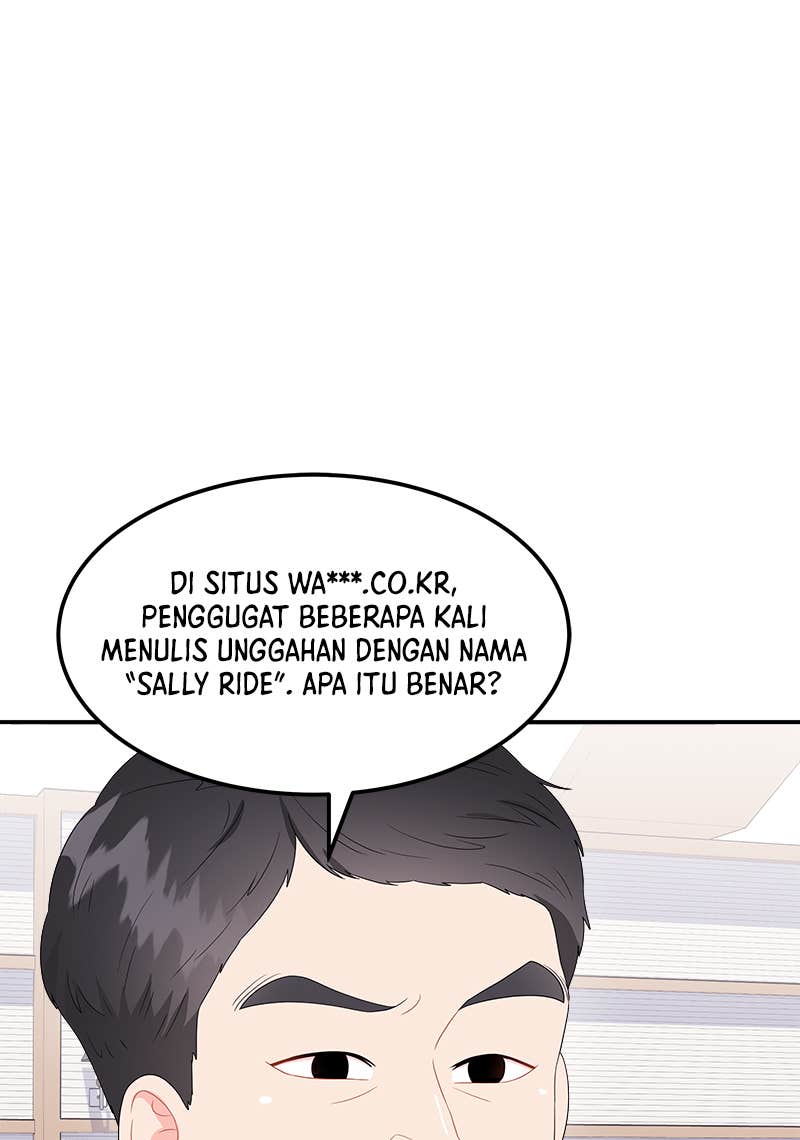 DI SITUS WA***.CO.KR,
PENGGUGAT BEBERAPA KALI
MENULIS UNGGAHAN DENGAN NAMA
“SALLY RIDE”. APA ITU BENAR?